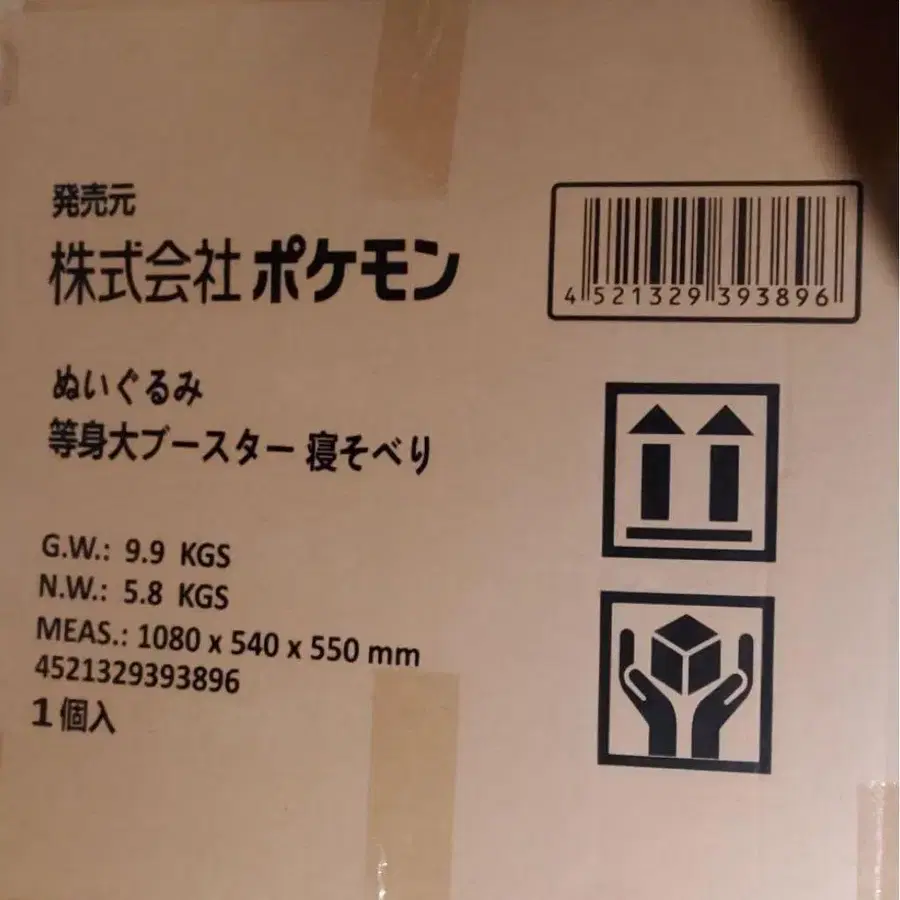 発売元
株式会社ポケモン
4521329393896
ぬいぐるみ
等身大ブースター 寝そべり
G.W.: 9.9 KGS
N.W.: 5.8 KGS
MEAS.: 1080 x 540 x 550 mm
4521329393896
1個入